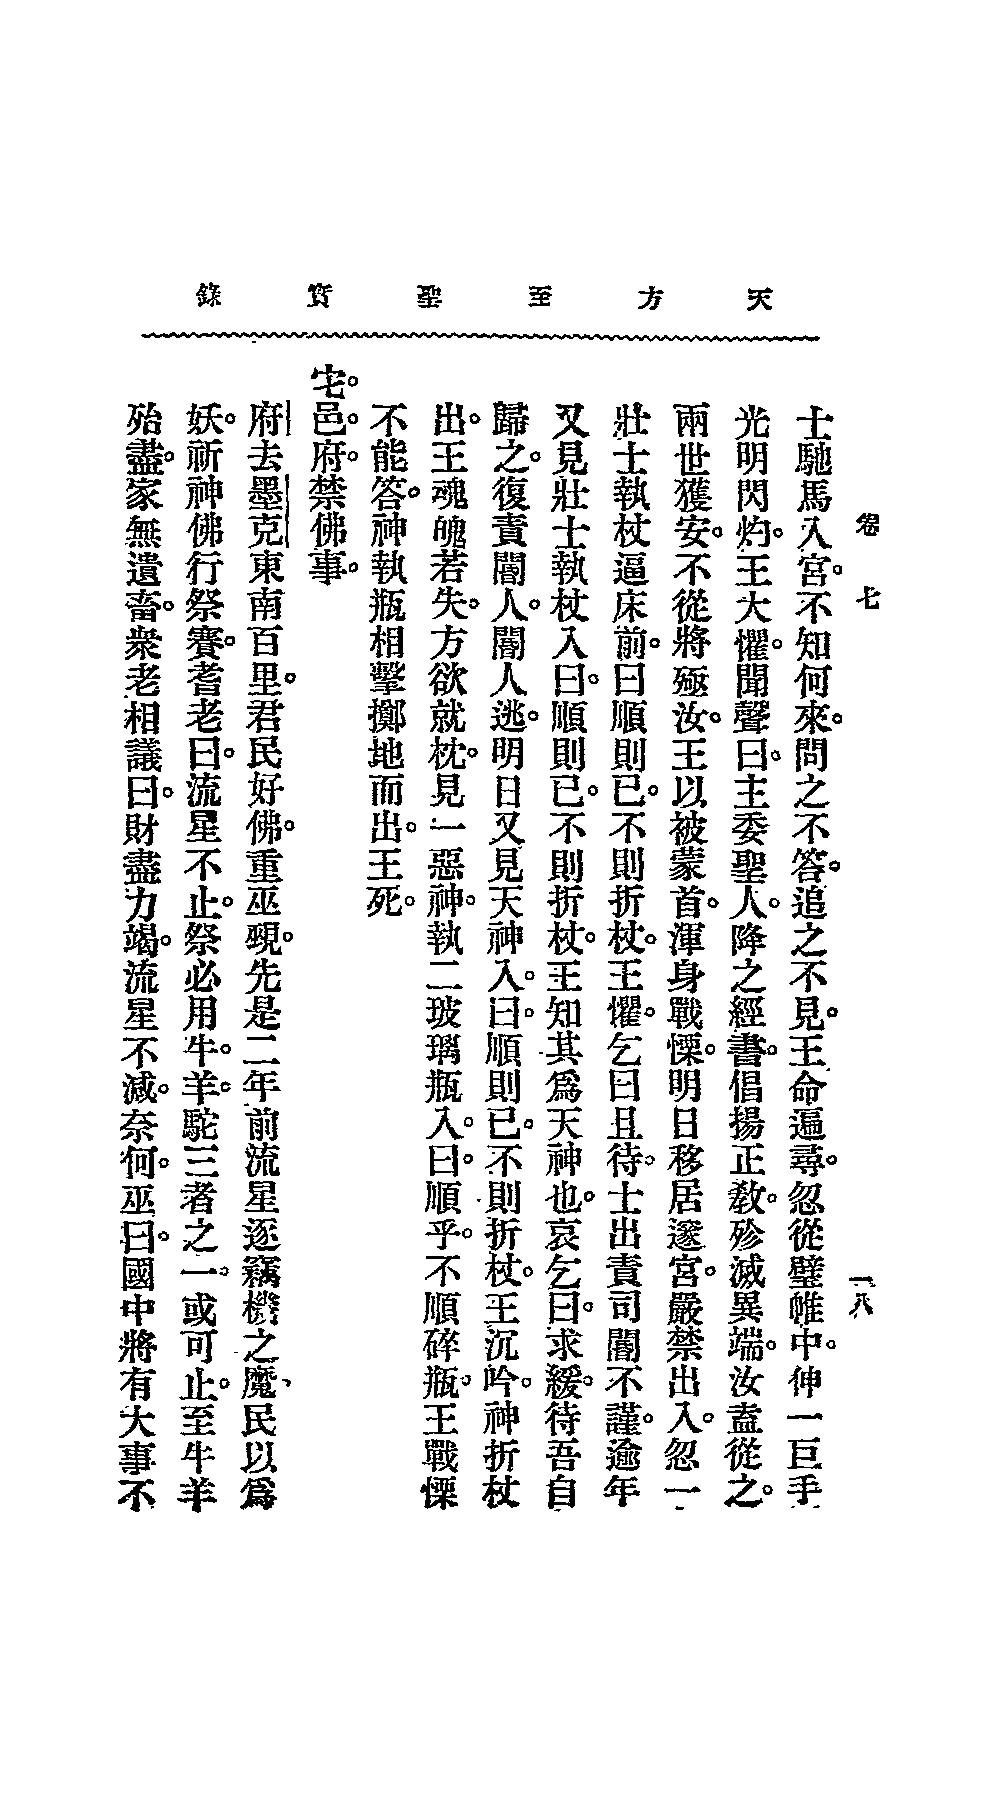 天方至聖實錄
卷七
一八
士馳馬入宮。不知何來。問之不答。追之不見。王命遍尋。忽從壁帷中。伸一巨手
光明閃灼。王大懼。聞聲曰。主委聖人。降之經書。倡揚正教。殄滅異端。汝盍從之。
兩世獲安。不從將殛汝。王以被蒙首。渾身戰慄。明日移居邃宮。嚴禁出入。忽一
壯士執杖逼床前。曰順則已。不則折杖。王懼。乞曰且待。士出責司閽不謹。逾年
又見壯士執杖入曰。順則已。不則折杖。王知其爲天神也。哀乞曰。求緩。待吾自
歸之。復責閽人。閽人逃。明日又見天神入。曰。順則已。不則折杖。王沉吟。神折杖
出。王魂魄若失。方欲就枕。見一惡神。執二玻璃瓶入。曰。順乎。不順碎瓶。王戰慄
不能答。神執瓶相擊擲地而出。王死。
宅。邑。府。禁佛事。
府去墨克東南百里。君民好佛。重巫覡。先是二年前流星逐竊機之魔、民以爲
妖。祈神佛行祭賽。耆老曰。流星不止。祭必用牛。羊。駝三者之一。或可止。至牛羊
殆盡。家無遺畜。衆老相議曰。財盡力竭。流星不滅。奈何。巫曰。國中將有大事不